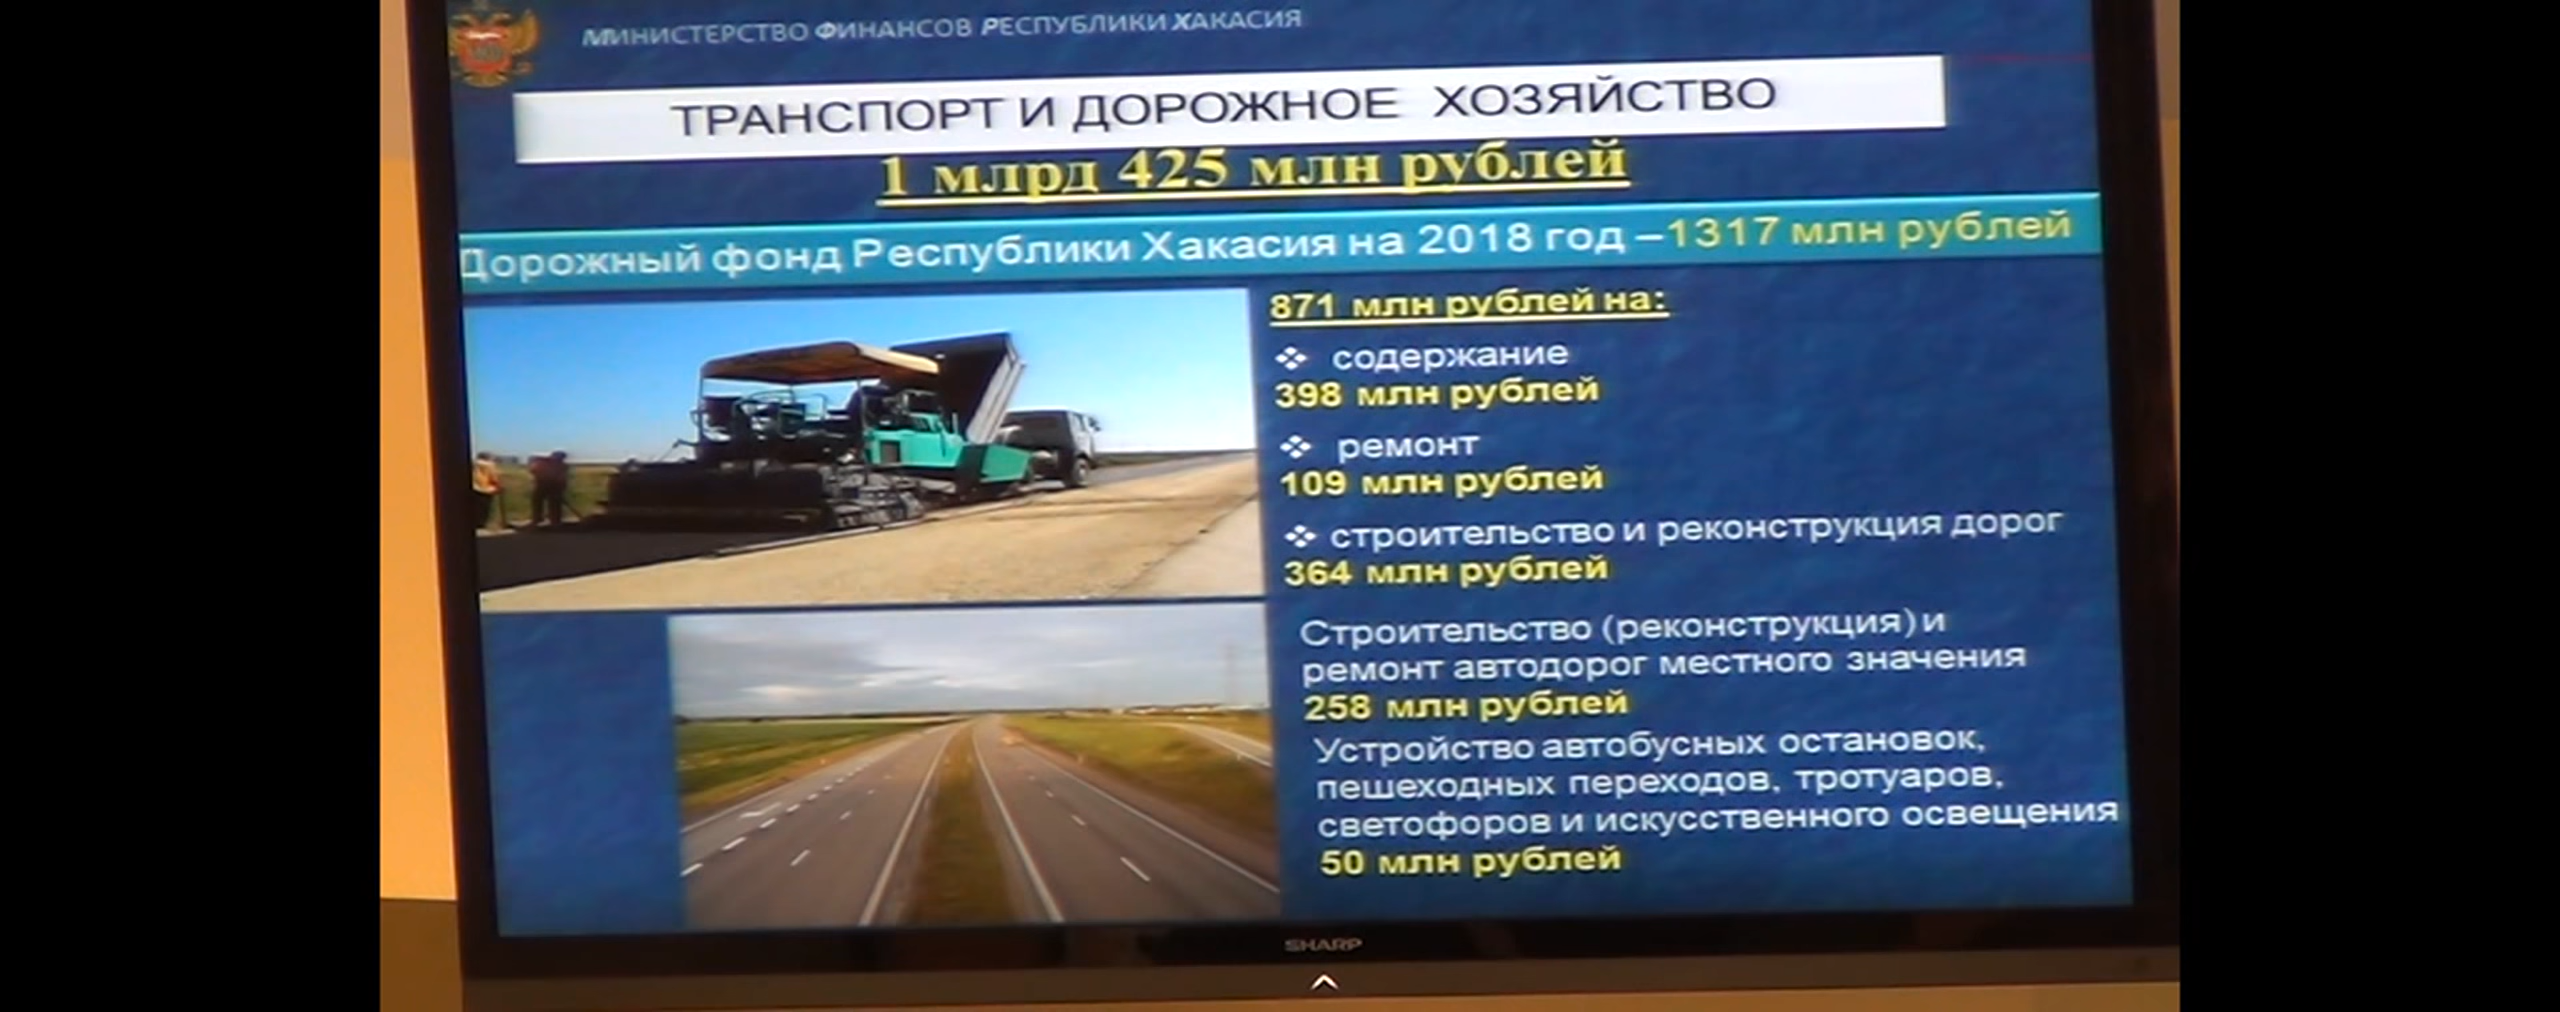 МИНИСТЕРСТВО ФИНАНСОВ РЕСПУБЛИКИ ХАКАСИЯ
ТРАНСПОРТ И ДОРОЖНОЕ ХОЗЯЙСТВО
1 млрд 425 млн рублей
Дорожный фонд Республики Хакасия на 2018 год –1317 млн рублей
871 млн рублей на:
❖ содержание
398 млн рублей
❖ ремонт
109 млн рублей
❖ строительство и реконструкция дорог
364 млн рублей
Строительство (реконструкция) и
ремонт автодорог местного значения
258 млн рублей
Устройство автобусных остановок,
пешеходных переходов, тротуаров,
светофоров и искусственного освещения
50 млн рублей
SHARP